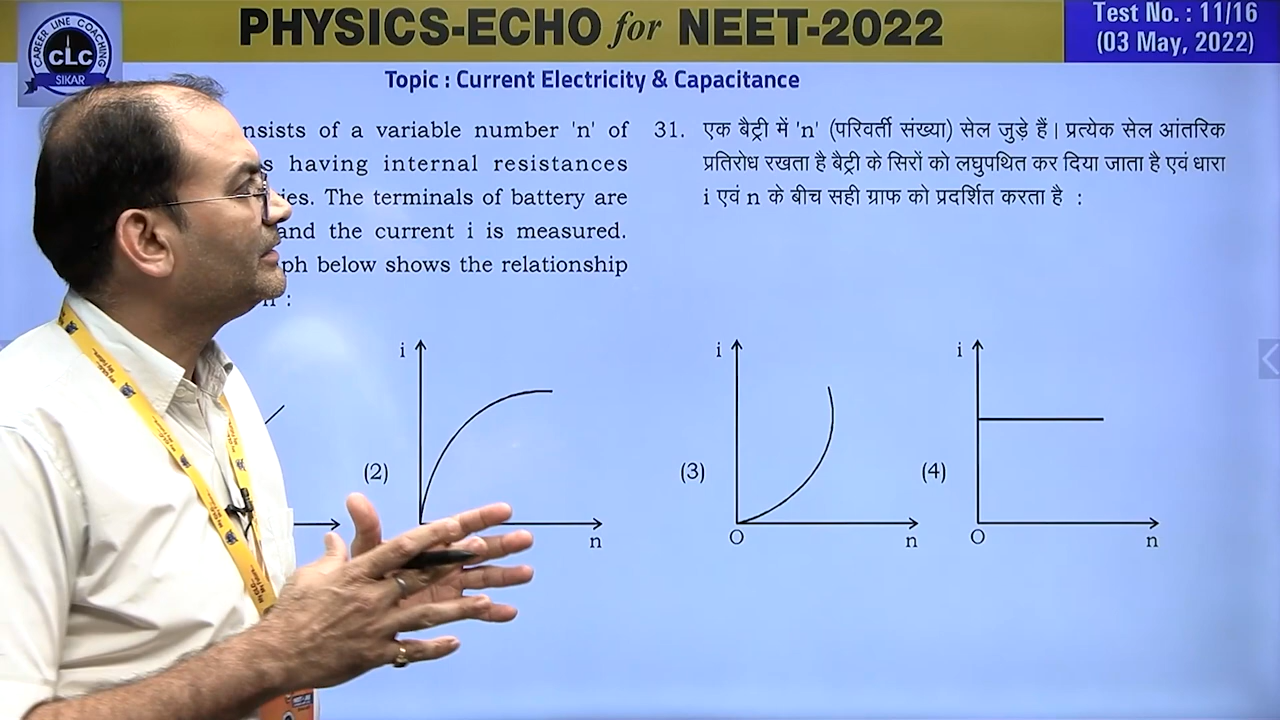 PHYSICS-ECHO for NEET-2022
Test No. : 11/16
(03 May, 2022)
CAREER LINE COACHING
CLC
SIKAR
Topic : Current Electricity & Capacitance
of a variable number 'n' of
having internal resistances
The terminals of battery are
and the current i is measured.
below shows the relationship
:
31. एक बैट्री में 'n' (परिवर्ती संख्या) सेल जुड़े हैं। प्रत्येक सेल आंतरिक
प्रतिरोध रखता है बैट्री के सिरों को लघुपथित कर दिया जाता है एवं धारा
i एवं n के बीच सही ग्राफ को प्रदर्शित करता है :
(2)
i
n
(3)
i
O
n
(4)
i
O
n